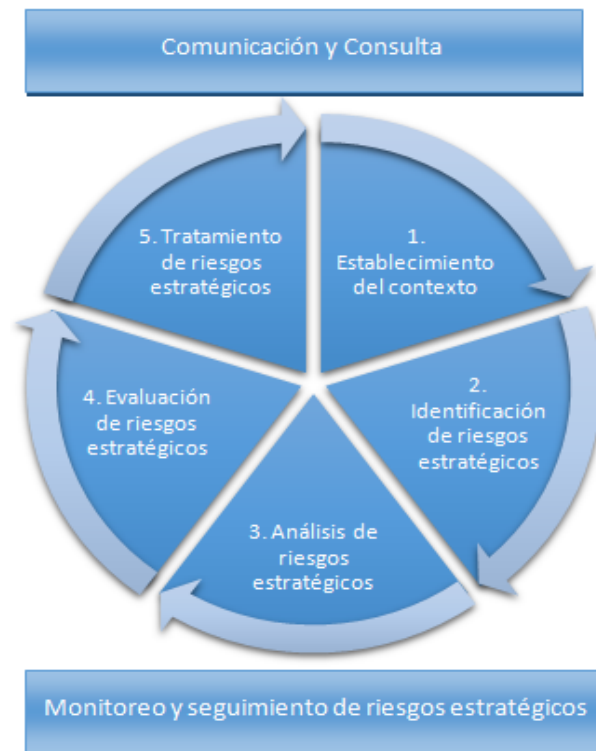 Comunicación y Consulta
1.
Establecimiento
del contexto
2.
Identificación
de riesgos
estratégicos
3. Análisis de
riesgos
estratégicos
4. Evaluación
de riesgos
estratégicos
5. Tratamiento
de riesgos
estratégicos
Monitoreo y seguimiento de riesgos estratégicos